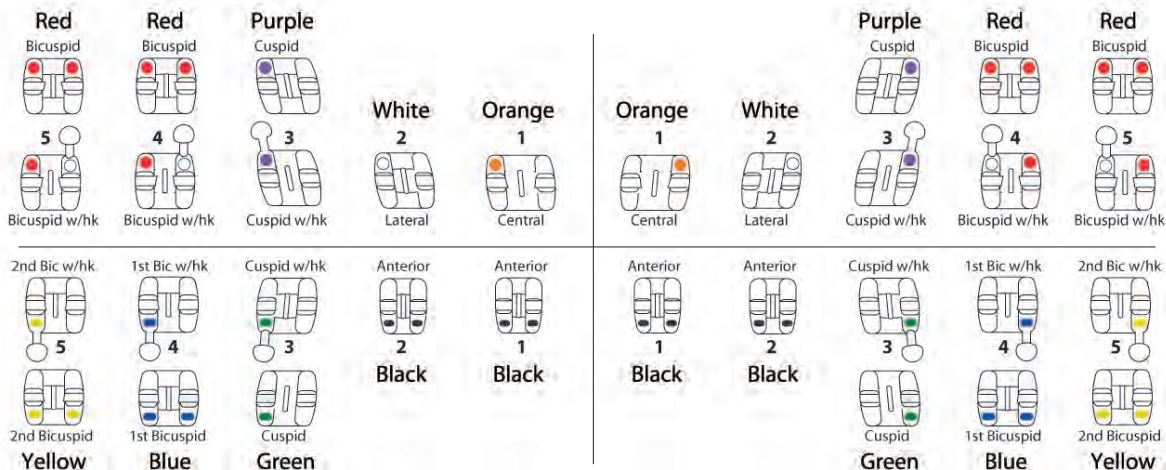 Red Red Purple Purple Red Red
Bicuspid Bicuspid Cuspid Cuspid Bicuspid Bicuspid
White Orange Orange White
5 4 3 2 1 1 2 3 4 5
Bicuspid w/hk Bicuspid w/hk Cuspid w/hk Lateral Central Central Lateral Cuspid w/hk Bicuspid w/hk Bicuspid w/hk
2nd Bic w/hk 1st Bic w/hk Cuspid w/hk Anterior Anterior Anterior Anterior Cuspid w/hk 1st Bic w/hk 2nd Bic w/hk
5 4 3 2 1 1 2 3 4 5
Black Black Black Black
2nd Bicuspid 1st Bicuspid Cuspid Cuspid 1st Bicuspid 2nd Bicuspid
Yellow Blue Green Green Blue Yellow